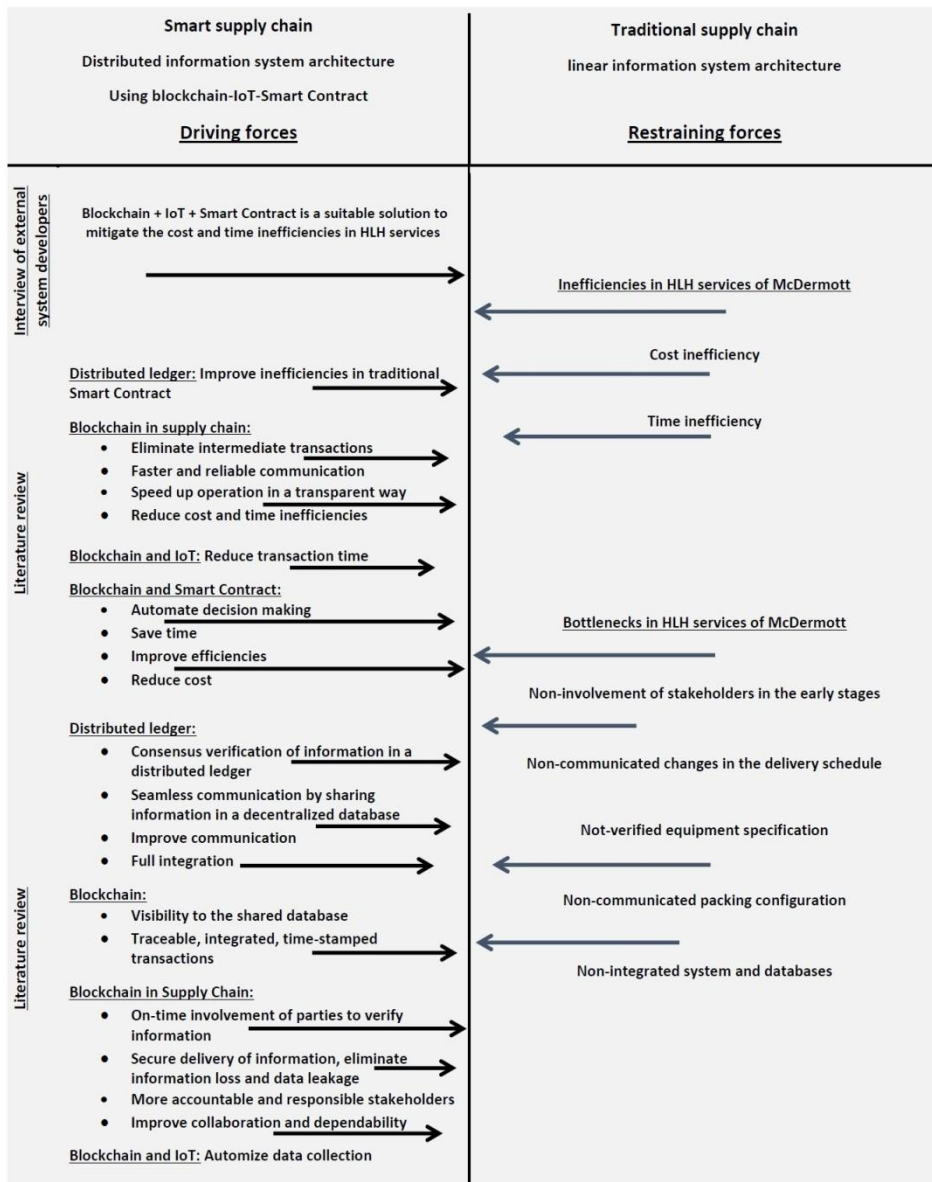 Smart supply chain
Distributed information system architecture
Using blockchain-IoT-Smart Contract
Driving forces
Traditional supply chain
linear information system architecture
Restraining forces
Interview of external
system developers
Blockchain + IoT + Smart Contract is a suitable solution to
mitigate the cost and time inefficiencies in HLH services
Literature review
Distributed ledger: Improve inefficiencies in traditional
Smart Contract
Blockchain in supply chain:
• Eliminate intermediate transactions
• Faster and reliable communication
• Speed up operation in a transparent way
• Reduce cost and time inefficiencies
Blockchain and IoT: Reduce transaction time
Blockchain and Smart Contract:
• Automate decision making
• Save time
• Improve efficiencies
• Reduce cost
Literature review
Distributed ledger:
• Consensus verification of information in a
distributed ledger
• Seamless communication by sharing
information in a decentralized database
• Improve communication
• Full integration
Blockchain:
• Visibility to the shared database
• Traceable, integrated, time-stamped
transactions
Blockchain in Supply Chain:
• On-time involvement of parties to verify
information
• Secure delivery of information, eliminate
information loss and data leakage
• More accountable and responsible stakeholders
• Improve collaboration and dependability
Blockchain and IoT: Automize data collection
Inefficiencies in HLH services of McDermott
Cost inefficiency
Time inefficiency
Bottlenecks in HLH services of McDermott
Non-involvement of stakeholders in the early stages
Non-communicated changes in the delivery schedule
Not-verified equipment specification
Non-communicated packing configuration
Non-integrated system and databases